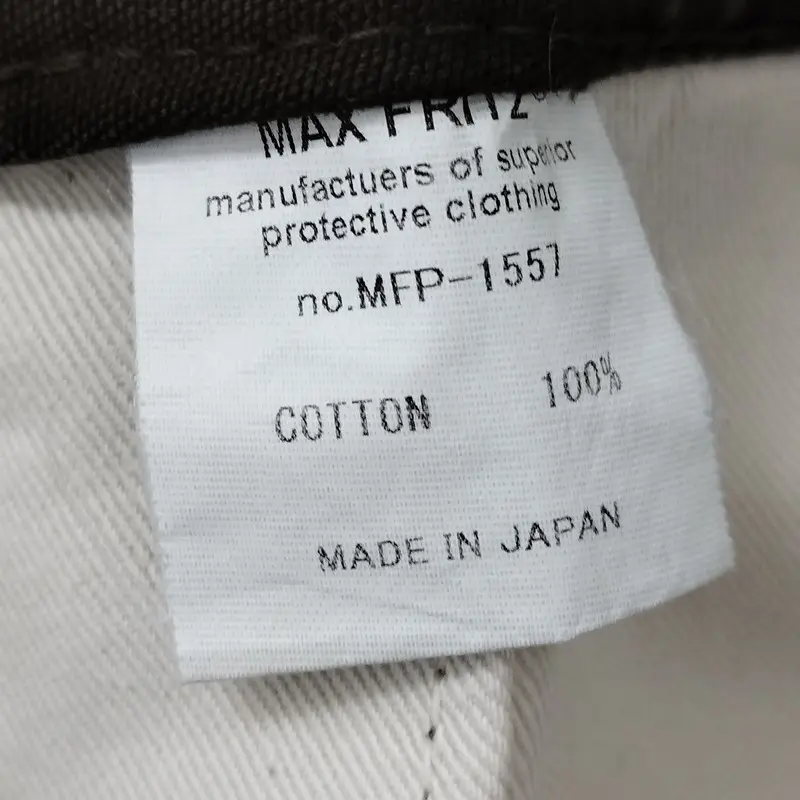 MAX FRITZ
manufactuers of superior
protective clothing
no.MFP-1557
COTTON 100%
MADE IN JAPAN